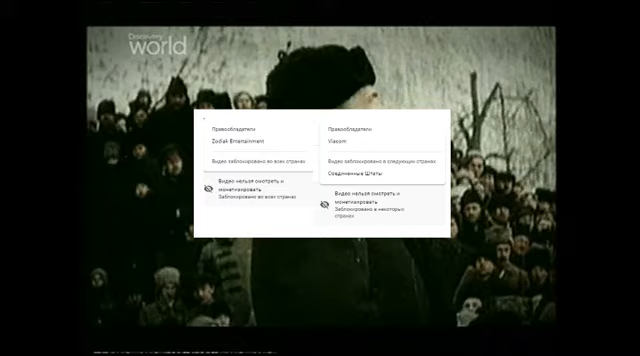 Discovery
world
Правообладатели
Zodiak Entertainment
Видео заблокировано во всех странах
Видео нельзя смотреть и
монетизировать
Заблокировано во всех странах
Правообладатели
Viacom
Видео заблокировано в следующих странах
Соединенные Штаты
Видео нельзя смотреть и
монетизировать
Заблокировано в некоторых
странах